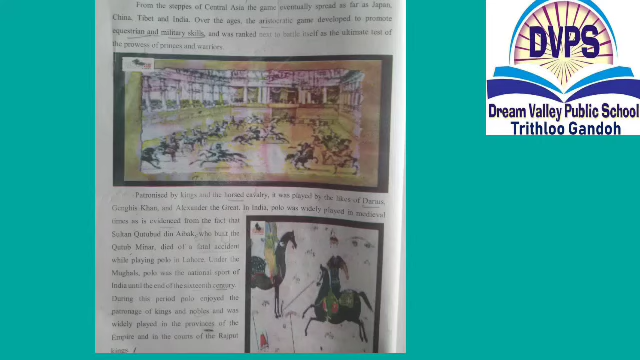 From the steppes of Central Asia the game eventually spread as far as Japan,
China, Tibet and India. Over the ages, the aristocratic game developed to promote
equestrian and military skills, and was ranked next to battle itself as the ultimate test of
the prowess of princes and warriors.
Patronised by kings and the horsed cavalry, it was played by the likes of Darius,
Genghis Khan, and Alexander the Great. In India, polo was widely played in medieval
times as is evidenced from the fact that
Sultan Qutubud din Aibak, who built the
Qutub Minar, died of a fatal accident
while playing polo in Lahore. Under the
Mughals, polo was the national sport of
India until the end of the sixteenth century.
During this period polo enjoyed the
patronage of kings and nobles and was
widely played in the provinces of the
Empire and in the courts of the Rajput
kings.
DVPS
Dream Valley Public School
Trithloo Gandoh